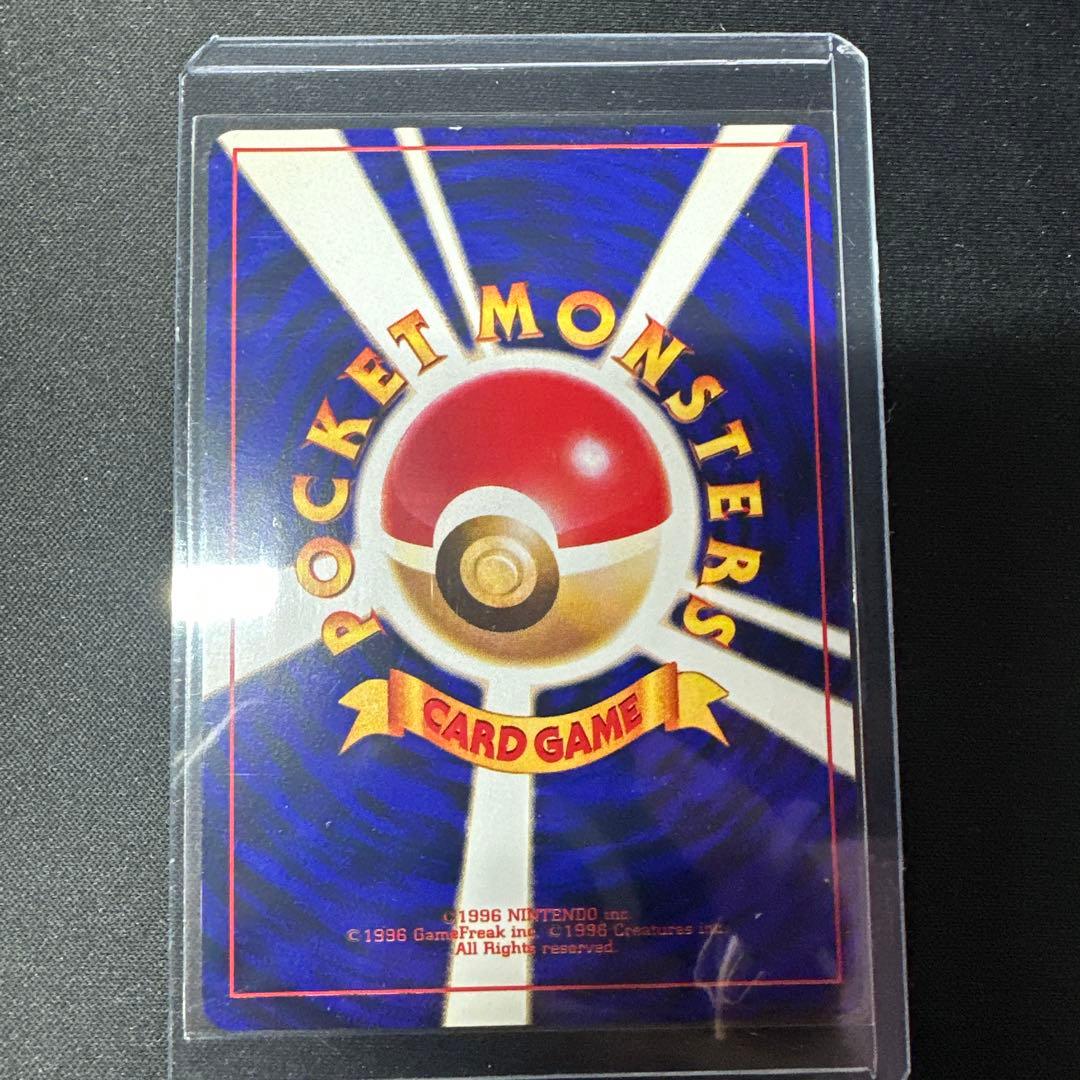 POCKET MONSTERS
CARD GAME
©1996 NINTENDO inc.
©1996 GameFreak inc. ©1996 Creatures inc.
All Rights reserved.